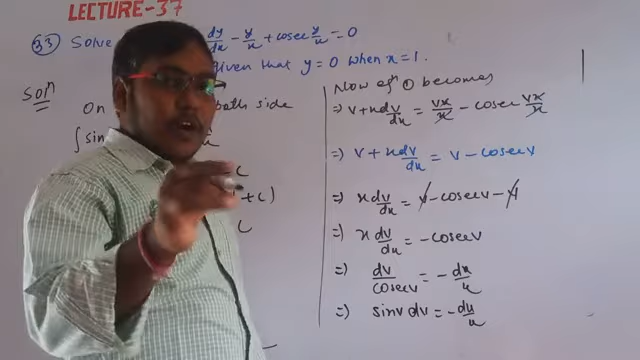 LECTURE-37
33 Solve dy/dx - y/x + cosec y/x = 0
given that y=0 when x=1.
Solⁿ
On both side
∫ sin
c
+c)
c
Now eqⁿ ① becomes
⇒ v + x dv/dx = vx/x - cosec vx/x
⇒ v + x dv/dx = v - cosec v
⇒ x dv/dx = v - cosec v - v
⇒ x dv/dx = - cosec v
⇒ dv/cosec v = - dx/x
⇒ sin v dv = - dx/x